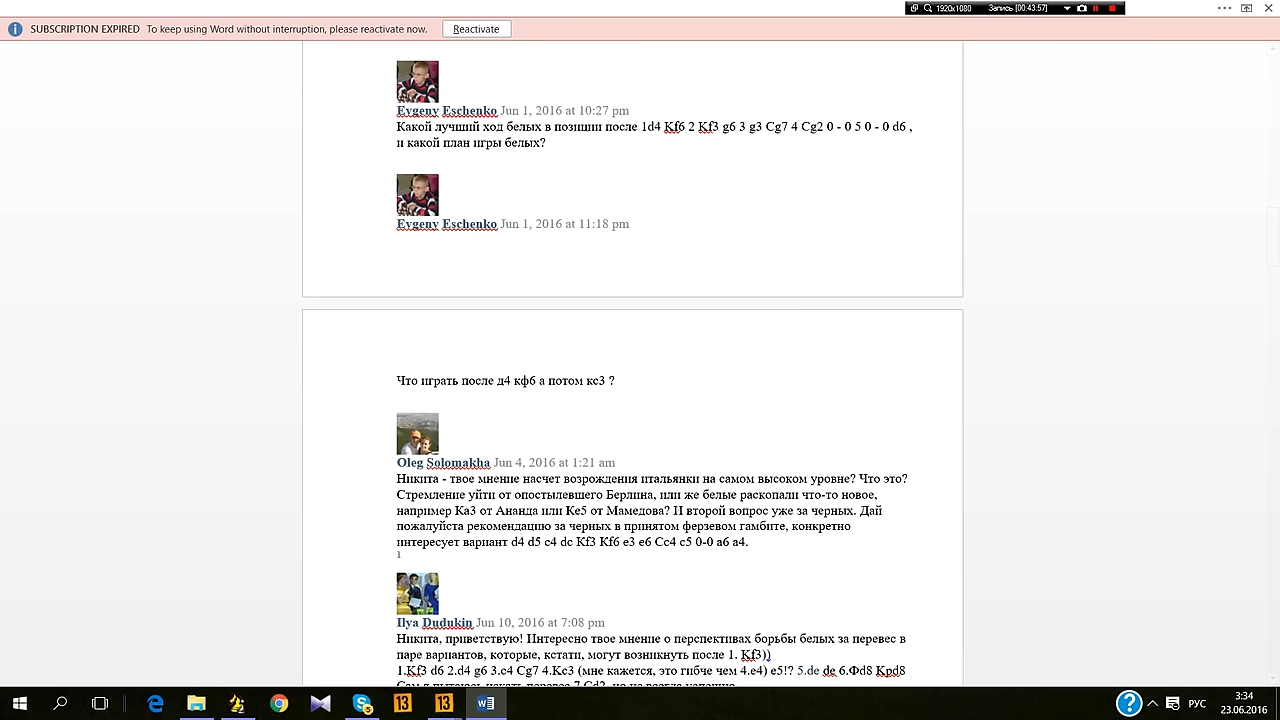 1920x1080 Запись [00:43:57]
SUBSCRIPTION EXPIRED To keep using Word without interruption, please reactivate now. Reactivate
Evgeny Eschenko Jun 1, 2016 at 10:27 pm
Какой лучший ход белых в позиции после 1d4 Kf6 2 Kf3 g6 3 g3 Cg7 4 Cg2 0 - 0 5 0 - 0 d6 ,
и какой план игры белых?
Evgeny Eschenko Jun 1, 2016 at 11:18 pm
Что играть после д4 кф6 а потом кс3 ?
Oleg Solomakha Jun 4, 2016 at 1:21 am
Никита - твое мнение насчет возрождения итальянки на самом высоком уровне? Что это?
Стремление уйти от опостылевшего Берлина, или же белые раскопали что-то новое,
например Ка3 от Ананда или Ке5 от Мамедова? И второй вопрос уже за черных. Дай
пожалуйста рекомендацию за черных в принятом ферзевом гамбите, конкретно
интересует вариант d4 d5 c4 dc Kf3 Kf6 e3 e6 Cc4 c5 0-0 a6 a4.
1
Ilya Dudukin Jun 10, 2016 at 7:08 pm
Никита, приветствую! Интересно твое мнение о перспективах борьбы белых за перевес в
паре вариантов, которые, кстати, могут возникнуть после 1. Kf3))
1.Kf3 d6 2.d4 g6 3.c4 Cg7 4.Kc3 (мне кажется, это гибче чем 4.e4) e5!? 5.de de 6.Фd8 Kpd8
13
13
РУС
3:34
23.06.2016